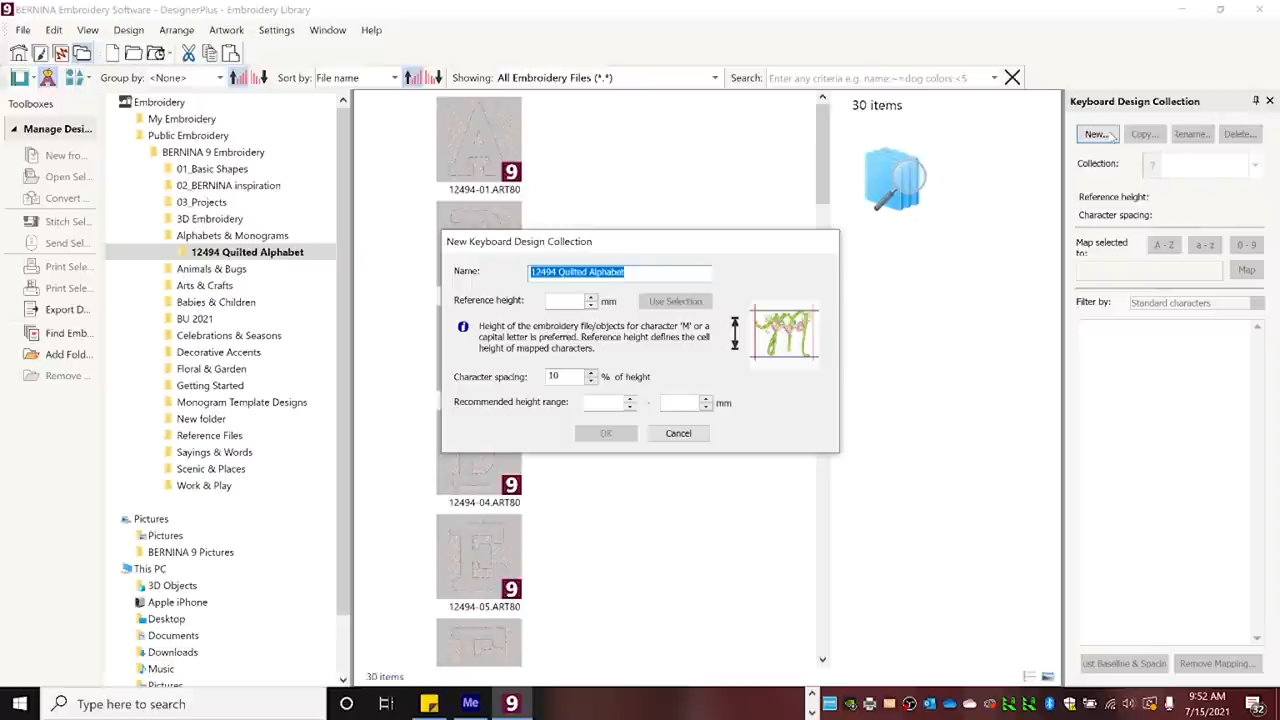 BERNINA Embroidery Software - DesignerPlus - Embroidery Library
File Edit View Design Arrange Artwork Settings Window Help
Group by: <None> Sort by: File name Showing: All Embroidery Files (*.*) Search: Enter any criteria e.g. name:~=dog colors:<5
Toolboxes
Manage Desi...
New fro...
Open Sel...
Convert ...
Stitch Sel...
Send Sel...
Print Sel...
Print Sel...
Export D...
Find Emb...
Add Fold...
Remove ...
Embroidery
My Embroidery
Public Embroidery
BERNINA 9 Embroidery
01_Basic Shapes
02_BERNINA inspiration
03_Projects
3D Embroidery
Alphabets & Monograms
12494 Quilted Alphabet
Animals & Bugs
Arts & Crafts
Babies & Children
BU 2021
Celebrations & Seasons
Decorative Accents
Floral & Garden
Getting Started
Monogram Template Designs
New folder
Reference Files
Sayings & Words
Scenic & Places
Work & Play
Pictures
Pictures
BERNINA 9 Pictures
This PC
3D Objects
Apple iPhone
Desktop
Documents
Downloads
Music
Pictures
9
12494-01.ART80
9
12494-04.ART80
9
12494-05.ART80
30 items
30 items
New Keyboard Design Collection
Name: 12494 Quilted Alphabet
Reference height: mm Use Selection
Height of the embroidery file/objects for character 'M' or a
capital letter is preferred. Reference height defines the cell
height of mapped characters.
Character spacing: 10 % of height
Recommended height range: - mm
OK Cancel
Keyboard Design Collection
New... Copy... Rename... Delete...
Collection: ?
Reference height:
Character spacing:
Map selected
to: A - Z a - z 0 - 9
Map
Filter by: Standard characters
ust Baseline & Spacin Remove Mapping...
Type here to search
Me
9
9:52 AM
7/15/2021